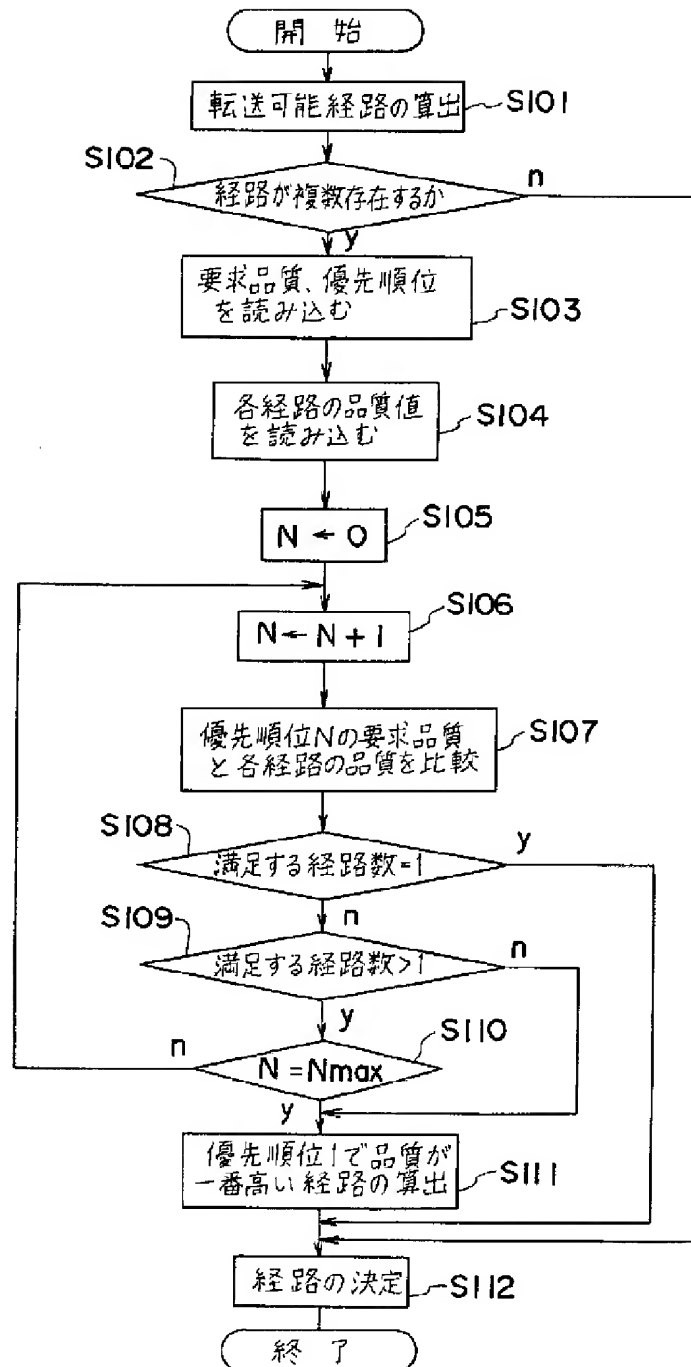 開始
転送可能経路の算出
S101
S102
経路が複数存在するか
n
y
要求品質、優先順位
を読み込む
S103
各経路の品質値
を読み込む
S104
N ← 0
S105
S106
N ← N + 1
優先順位Nの要求品質
と各経路の品質を比較
S107
S108
満足する経路数=1
y
n
S109
満足する経路数>1
n
y
S110
n
N = Nmax
y
優先順位1で品質が
一番高い経路の算出
S111
経路の決定
S112
終了